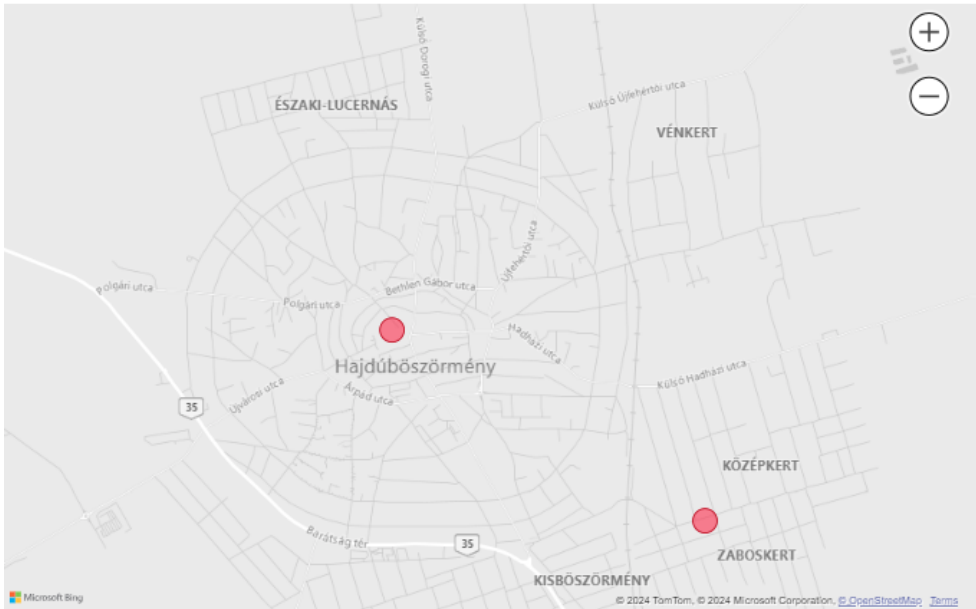 Külső Dorogi utca
+
ÉSZAKI-LUCERNÁS
Külső Újfehértói utca
−
VÉNKERT
Újfehértói utca
Polgári utca
Bethlen Gábor utca
Polgári utca
Hadházi utca
Hajdúböszörmény
Külső Hadházi utca
Újvárosi utca
Árpád utca
35
KÖZÉPKERT
Barátság tér
35
ZABOSKERT
KISBÖSZÖRMÉNY
Microsoft Bing
© 2024 TomTom, © 2024 Microsoft Corporation, © OpenStreetMap Terms